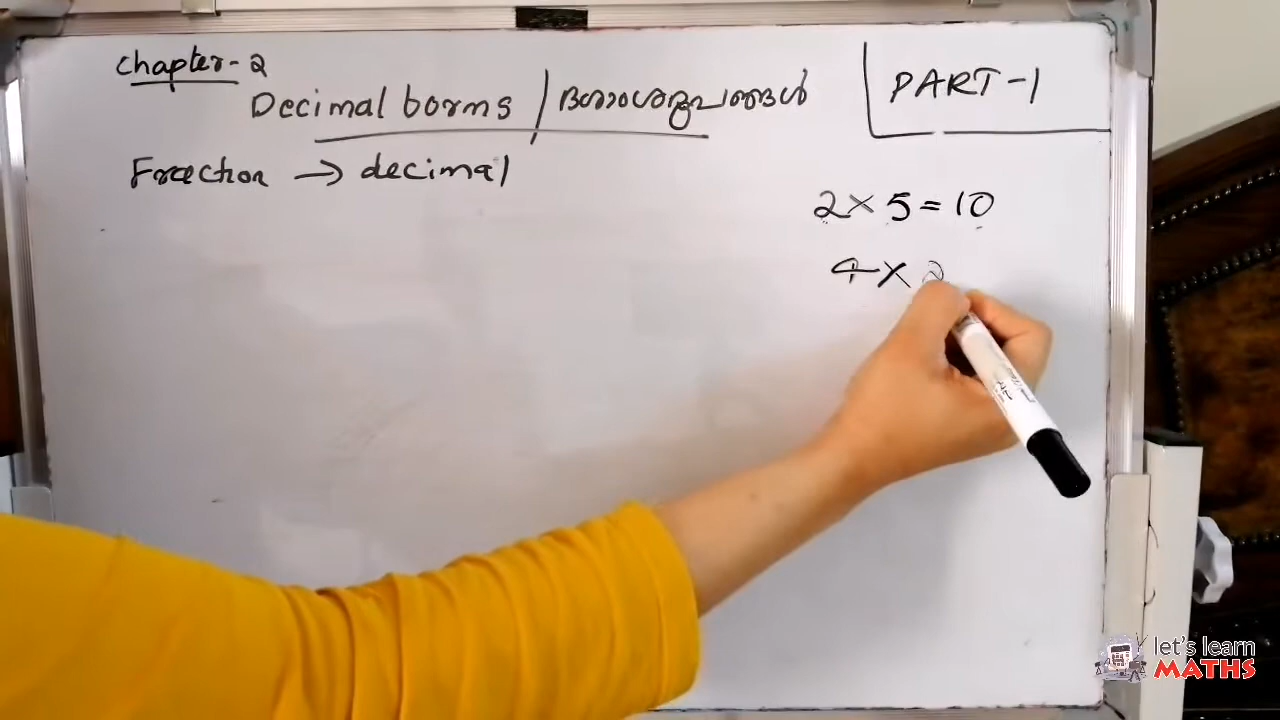 Chapter - 2
Decimal borms / ദശാംശരൂപങ്ങൾ
PART-1
Fraction → decimal
2 × 5 = 10
4 × 2
let's learn
MATHS